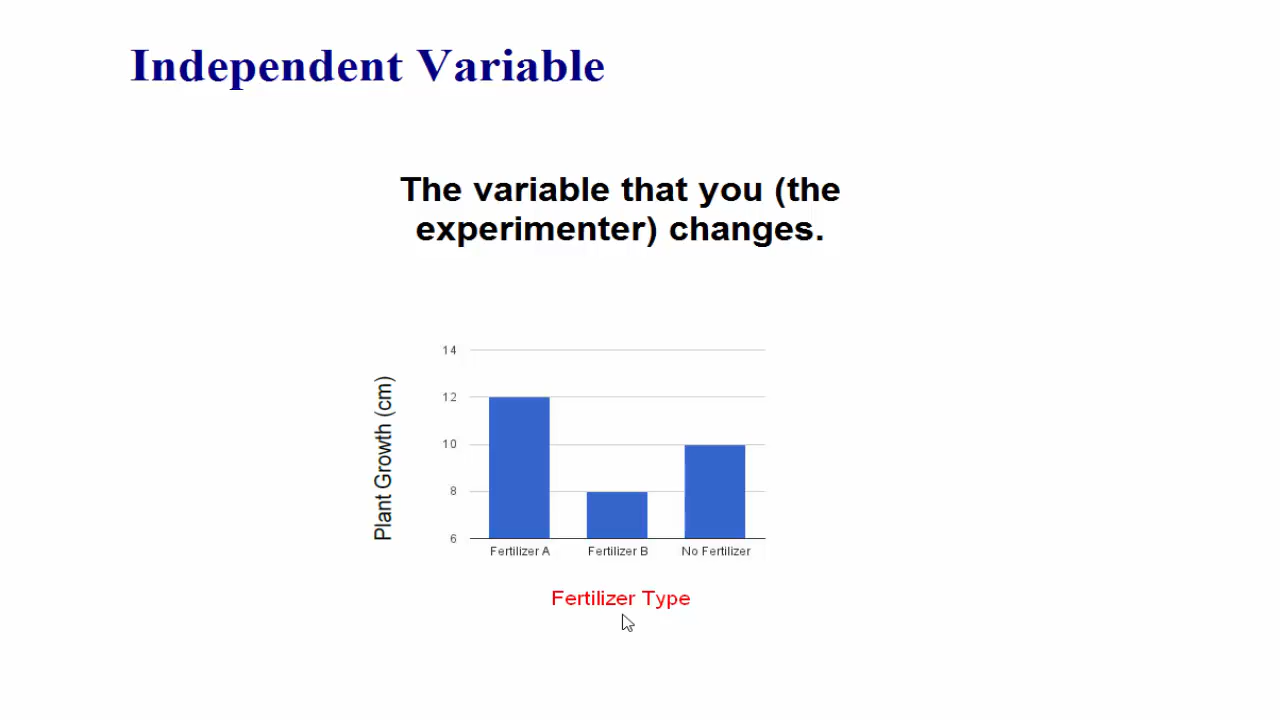 Independent Variable
The variable that you (the
experimenter) changes.
Plant Growth (cm)
14
12
10
8
6
Fertilizer A Fertilizer B No Fertilizer
Fertilizer Type